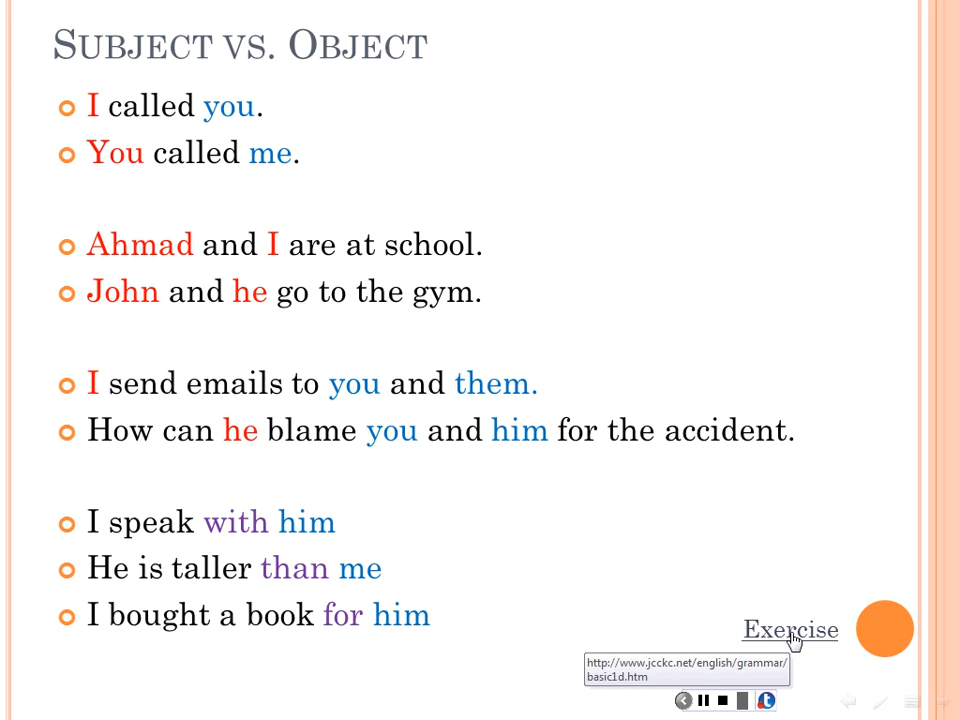 SUBJECT VS. OBJECT
I called you.
You called me.
Ahmad and I are at school.
John and he go to the gym.
I send emails to you and them.
How can he blame you and him for the accident.
I speak with him
He is taller than me
I bought a book for him
Exercise
http://www.jcckc.net/english/grammar/
basic1d.htm